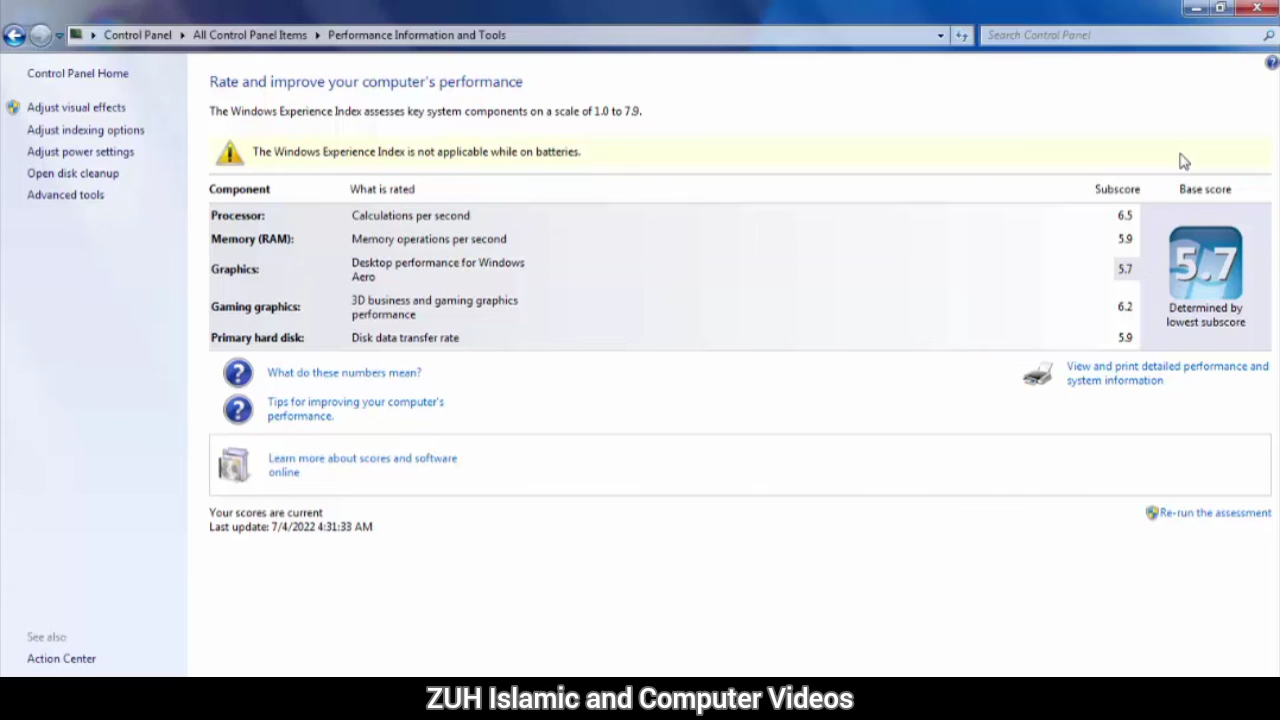 Control Panel
All Control Panel Items
Performance Information and Tools
Search Control Panel
Control Panel Home
Adjust visual effects
Adjust indexing options
Adjust power settings
Open disk cleanup
Advanced tools
Rate and improve your computer's performance
The Windows Experience Index assesses key system components on a scale of 1.0 to 7.9.
The Windows Experience Index is not applicable while on batteries.
Component What is rated Subscore Base score
Processor: Calculations per second 6.5
Memory (RAM): Memory operations per second 5.9
Graphics: Desktop performance for Windows
Aero 5.7
Gaming graphics: 3D business and gaming graphics
performance 6.2
Primary hard disk: Disk data transfer rate 5.9
5.7
Determined by
lowest subscore
What do these numbers mean?
View and print detailed performance and
system information
Tips for improving your computer's
performance.
Learn more about scores and software
online
Your scores are current
Last update: 7/4/2022 4:31:33 AM
Re-run the assessment
See also
Action Center
ZUH Islamic and Computer Videos